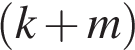 (k + m)